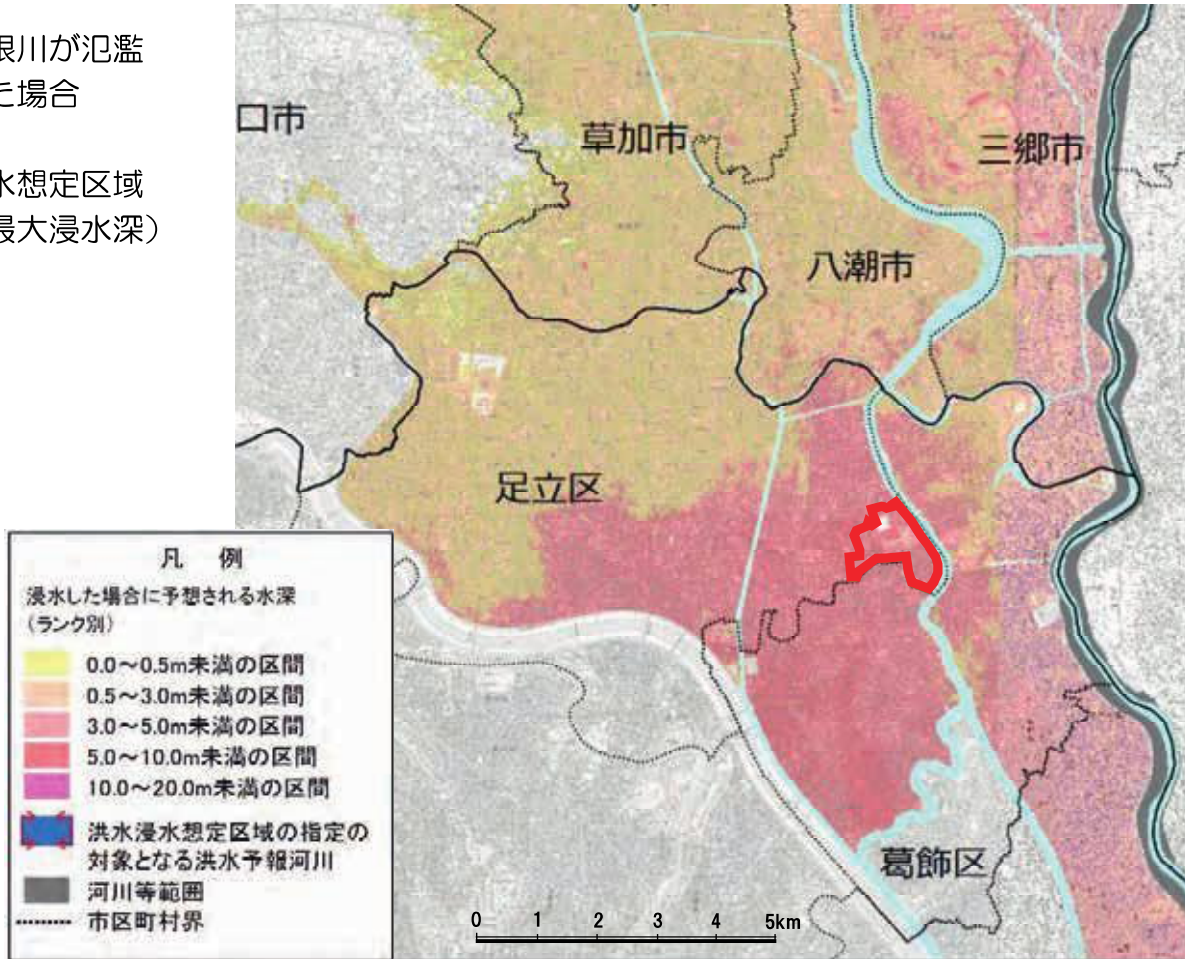 根川が氾濫
た場合
水想定区域
最大浸水深）
口市
草加市
三郷市
八潮市
足立区
葛飾区
凡 例
浸水した場合に予想される水深
（ランク別）
0.0～0.5m未満の区間
0.5～3.0m未満の区間
3.0～5.0m未満の区間
5.0～10.0m未満の区間
10.0～20.0m未満の区間
洪水浸水想定区域の指定の
対象となる洪水予報河川
河川等範囲
市区町村界
0 1 2 3 4 5km